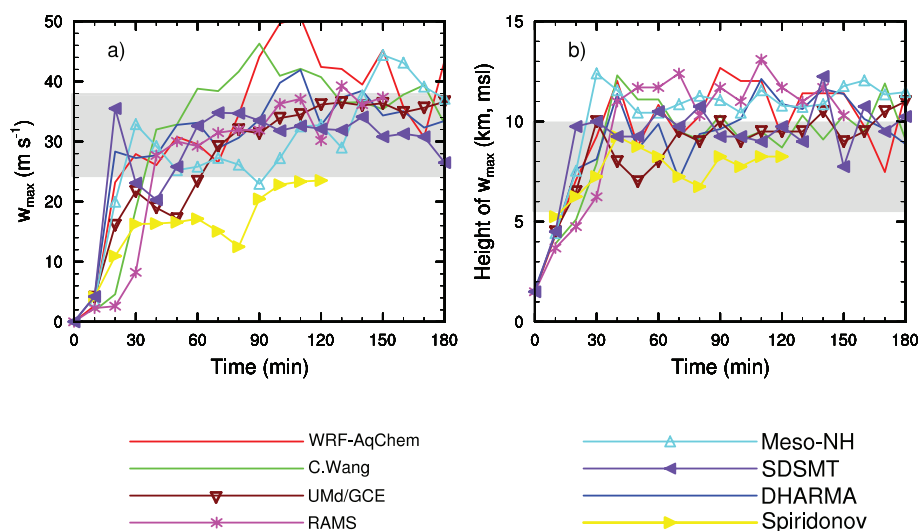 a)
50
40
30
20
10
0
w_max (m s⁻¹)
0 30 60 90 120 150 180
Time (min)
b)
15
10
5
0
Height of w_max (km, msl)
0 30 60 90 120 150 180
Time (min)
WRF-AqChem
C.Wang
UMd/GCE
RAMS
Meso-NH
SDSMT
DHARMA
Spiridonov